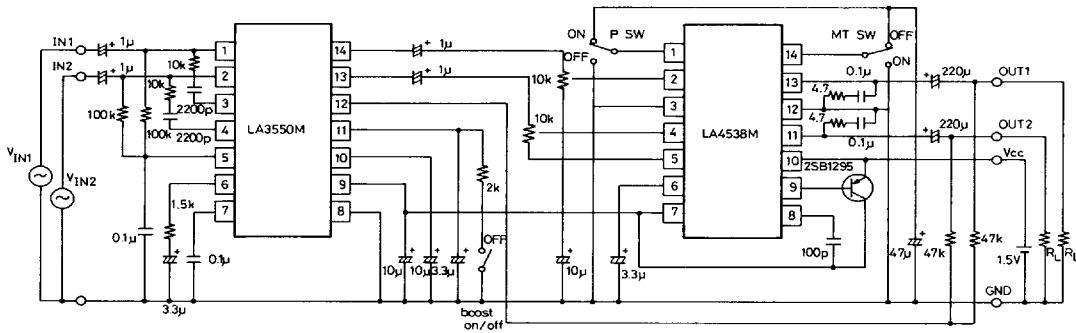 IN1
1μ
IN2
1μ
10k
10k
100k
100k
2200p
2200p
VIN1
VIN2
0.1μ
1.5k
3.3μ
0.1μ
1
2
3
4
5
6
7
LA3550M
14
13
12
11
10
9
8
1μ
1μ
10k
10k
2k
OFF
boost
on/off
10μ
10μ
3.3μ
10μ
3.3μ
ON
P SW
OFF
1
2
3
4
5
6
7
LA4538M
14
13
12
11
10
9
8
MT SW
OFF
ON
0.1μ
4.7
4.7
0.1μ
220μ
OUT1
220μ
OUT2
2SB1295
Vcc
100p
47μ
47k
47k
1.5V
RL
RL
GND